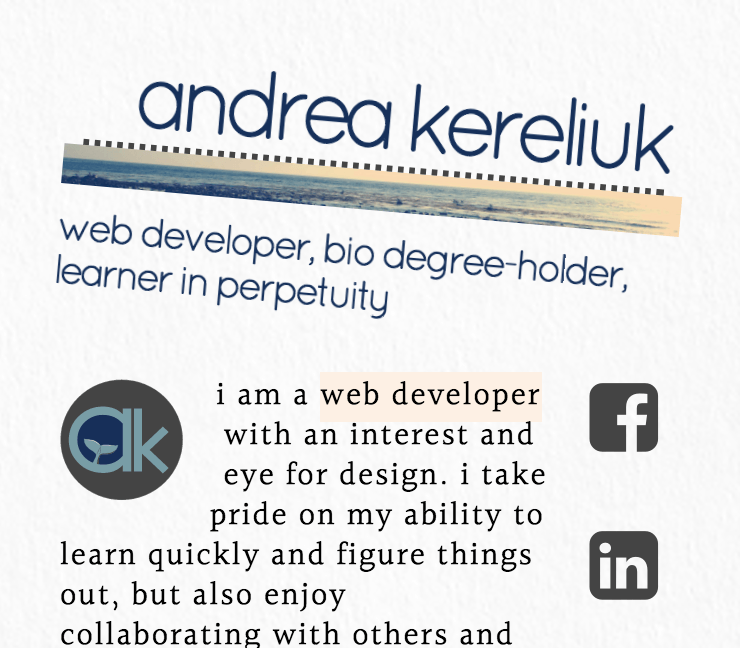 andrea kereliuk
web developer, bio degree-holder,
learner in perpetuity
ak
i am a web developer
with an interest and
eye for design. i take
pride on my ability to
learn quickly and figure things
out, but also enjoy
collaborating with others and
f
in